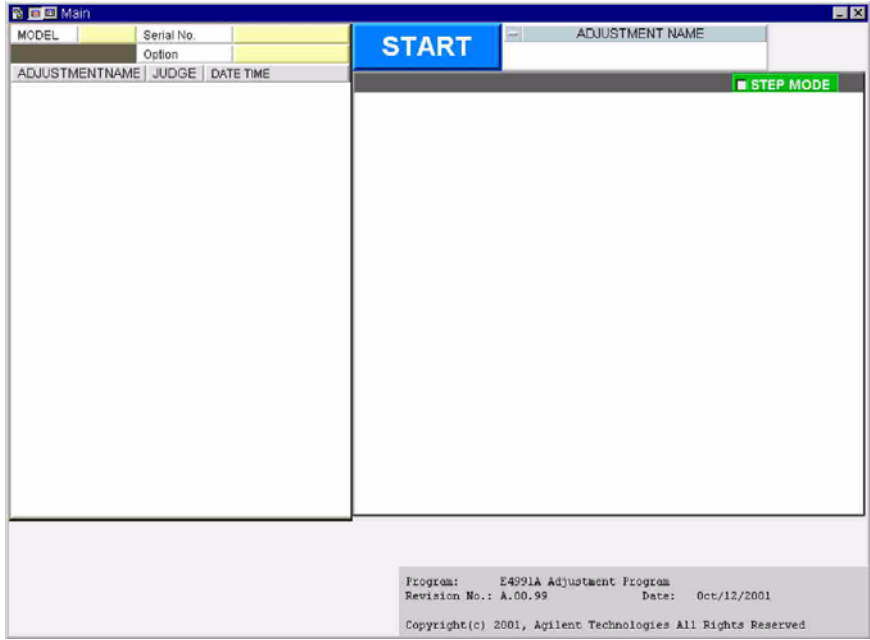 Main
MODEL Serial No.
Option
ADJUSTMENTNAME JUDGE DATE TIME
START
ADJUSTMENT NAME
STEP MODE
Program: E4991A Adjustment Program
Revision No.: A.00.99 Date: Oct/12/2001
Copyright(c) 2001, Agilent Technologies All Rights Reserved